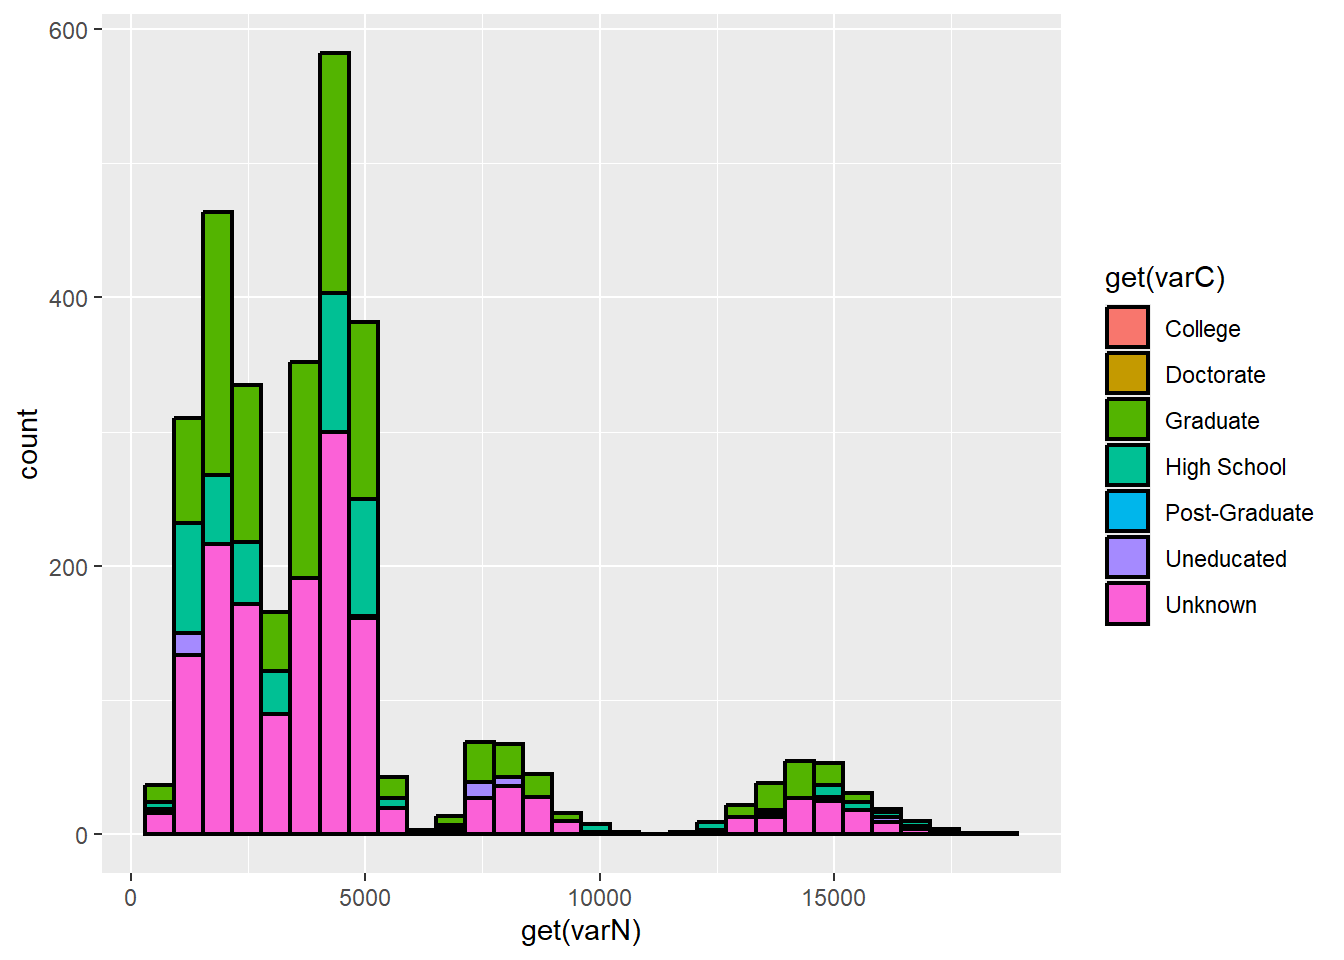 600
400
200
0
count
0 5000 10000 15000
get(varN)
get(varC)
College
Doctorate
Graduate
High School
Post-Graduate
Uneducated
Unknown